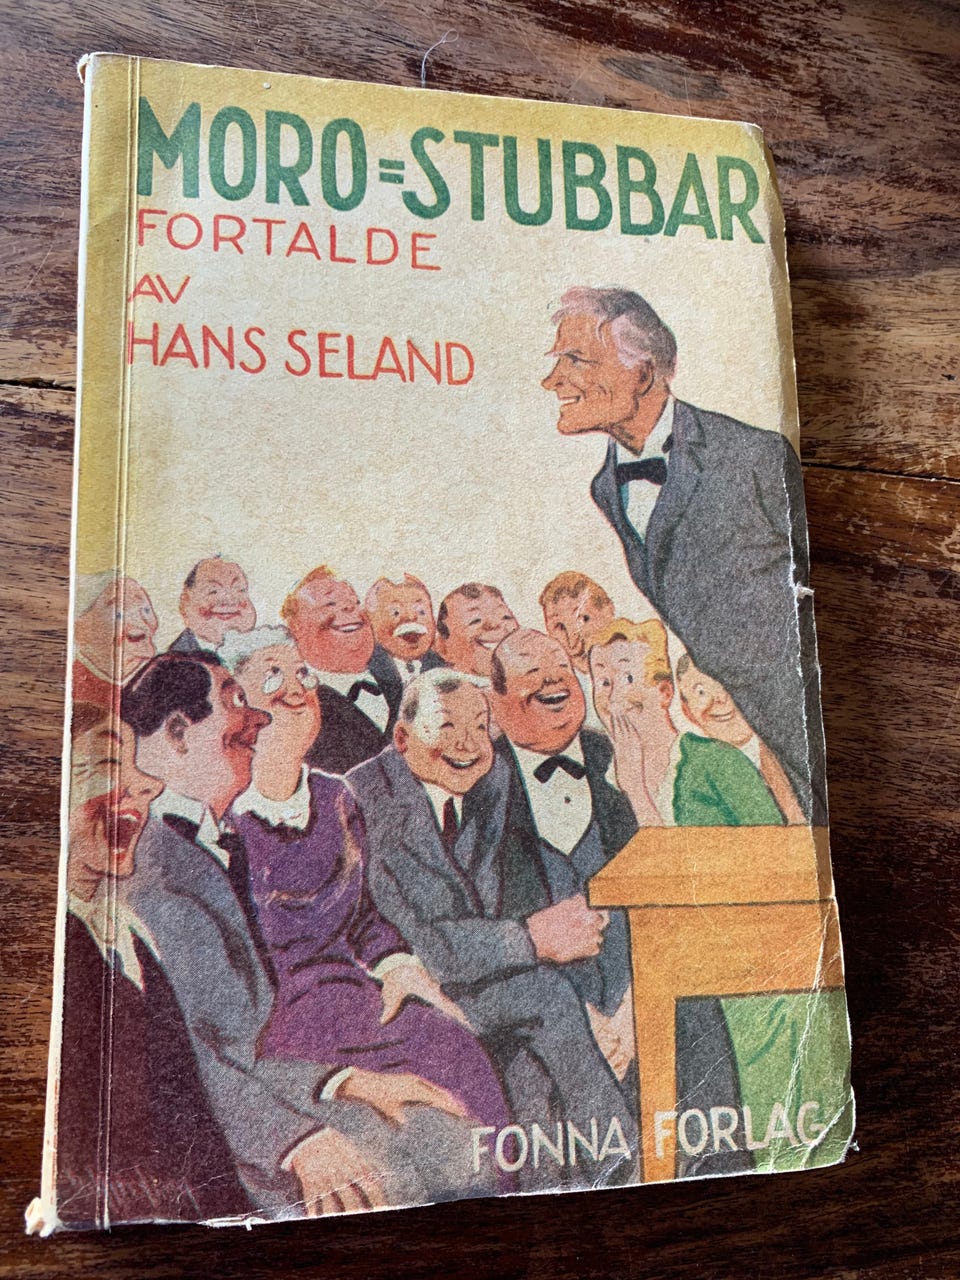 MORO=STUBBAR
FORTALDE
AV
HANS SELAND
FONNA FORLAG